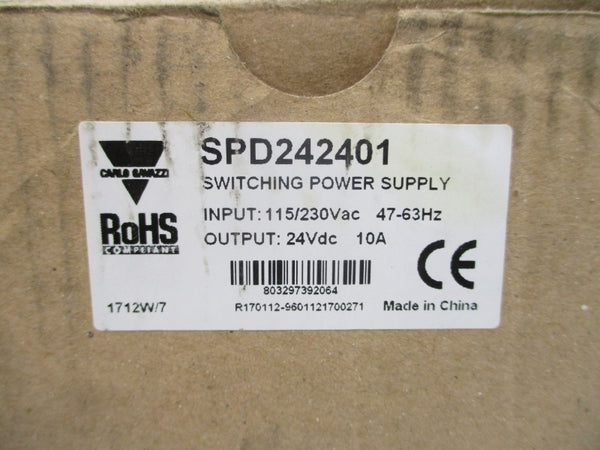 CARLO GAVAZZI
RoHS
COMPLIANT
1712W/7
SPD242401
SWITCHING POWER SUPPLY
INPUT: 115/230Vac 47-63Hz
OUTPUT: 24Vdc 10A
803297392064
R170112-9601121700271
CE
Made in China